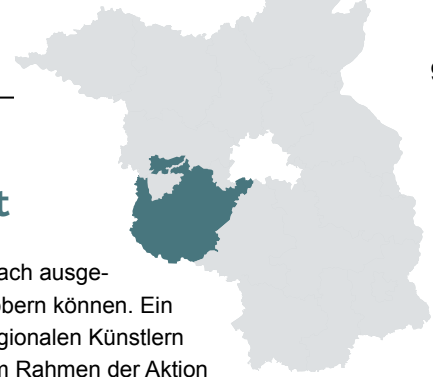 t
ach ausge-
bern können. Ein
gionalen Künstlern
m Rahmen der Aktion